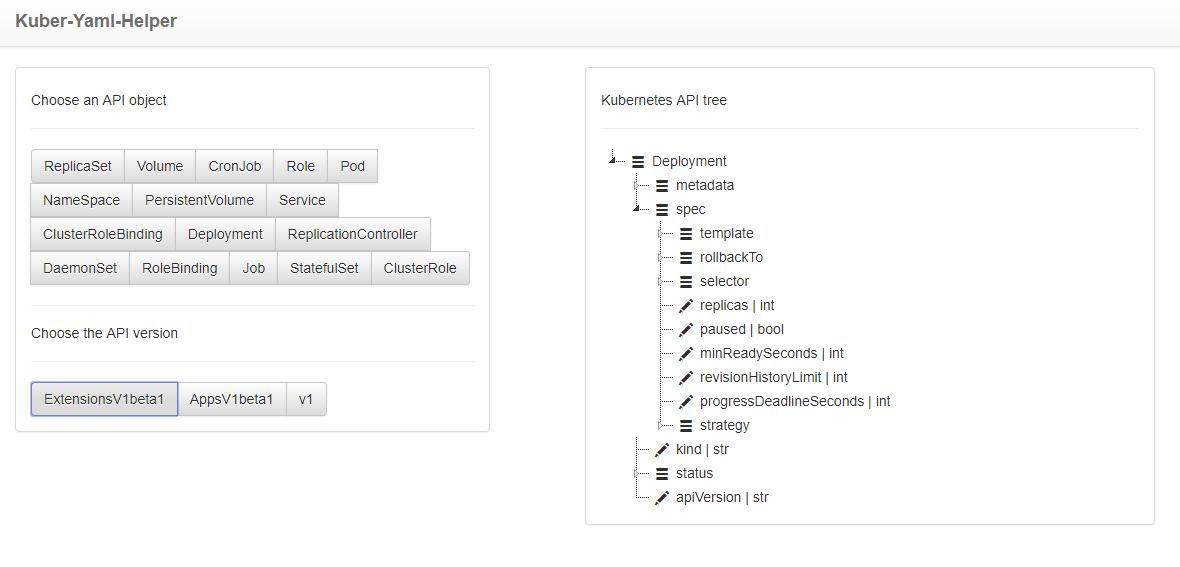 Kuber-Yaml-Helper
Choose an API object
ReplicaSet Volume CronJob Role Pod
NameSpace PersistentVolume Service
ClusterRoleBinding Deployment ReplicationController
DaemonSet RoleBinding Job StatefulSet ClusterRole
Choose the API version
ExtensionsV1beta1 AppsV1beta1 v1
Kubernetes API tree
Deployment
metadata
spec
template
rollbackTo
selector
replicas | int
paused | bool
minReadySeconds | int
revisionHistoryLimit | int
progressDeadlineSeconds | int
strategy
kind | str
status
apiVersion | str